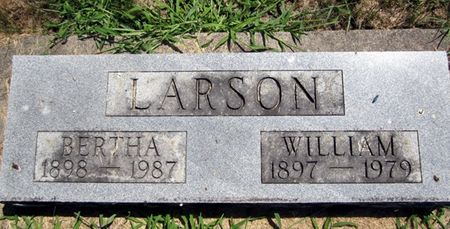 LARSON
BERTHA
1898 — 1987
WILLIAM
1897 — 1979